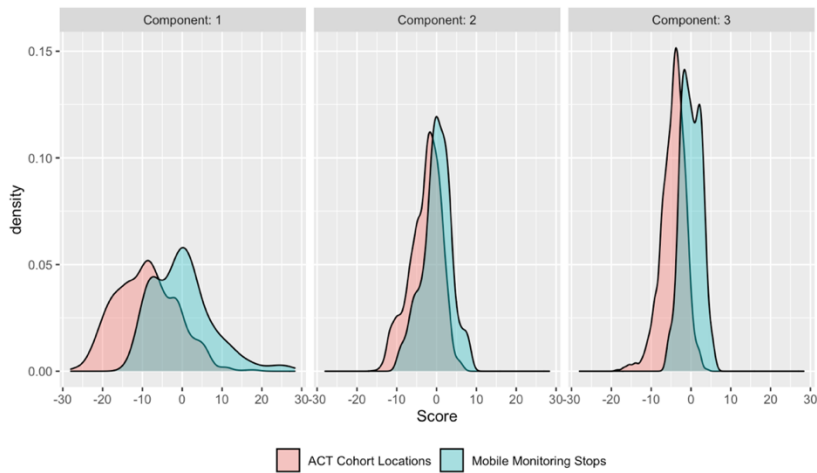 Component: 1 Component: 2 Component: 3
0.15
0.10
0.05
0.00
density
-30 -20 -10 0 10 20 30 -30 -20 -10 0 10 20 30 -30 -20 -10 0 10 20 30
Score
ACT Cohort Locations Mobile Monitoring Stops